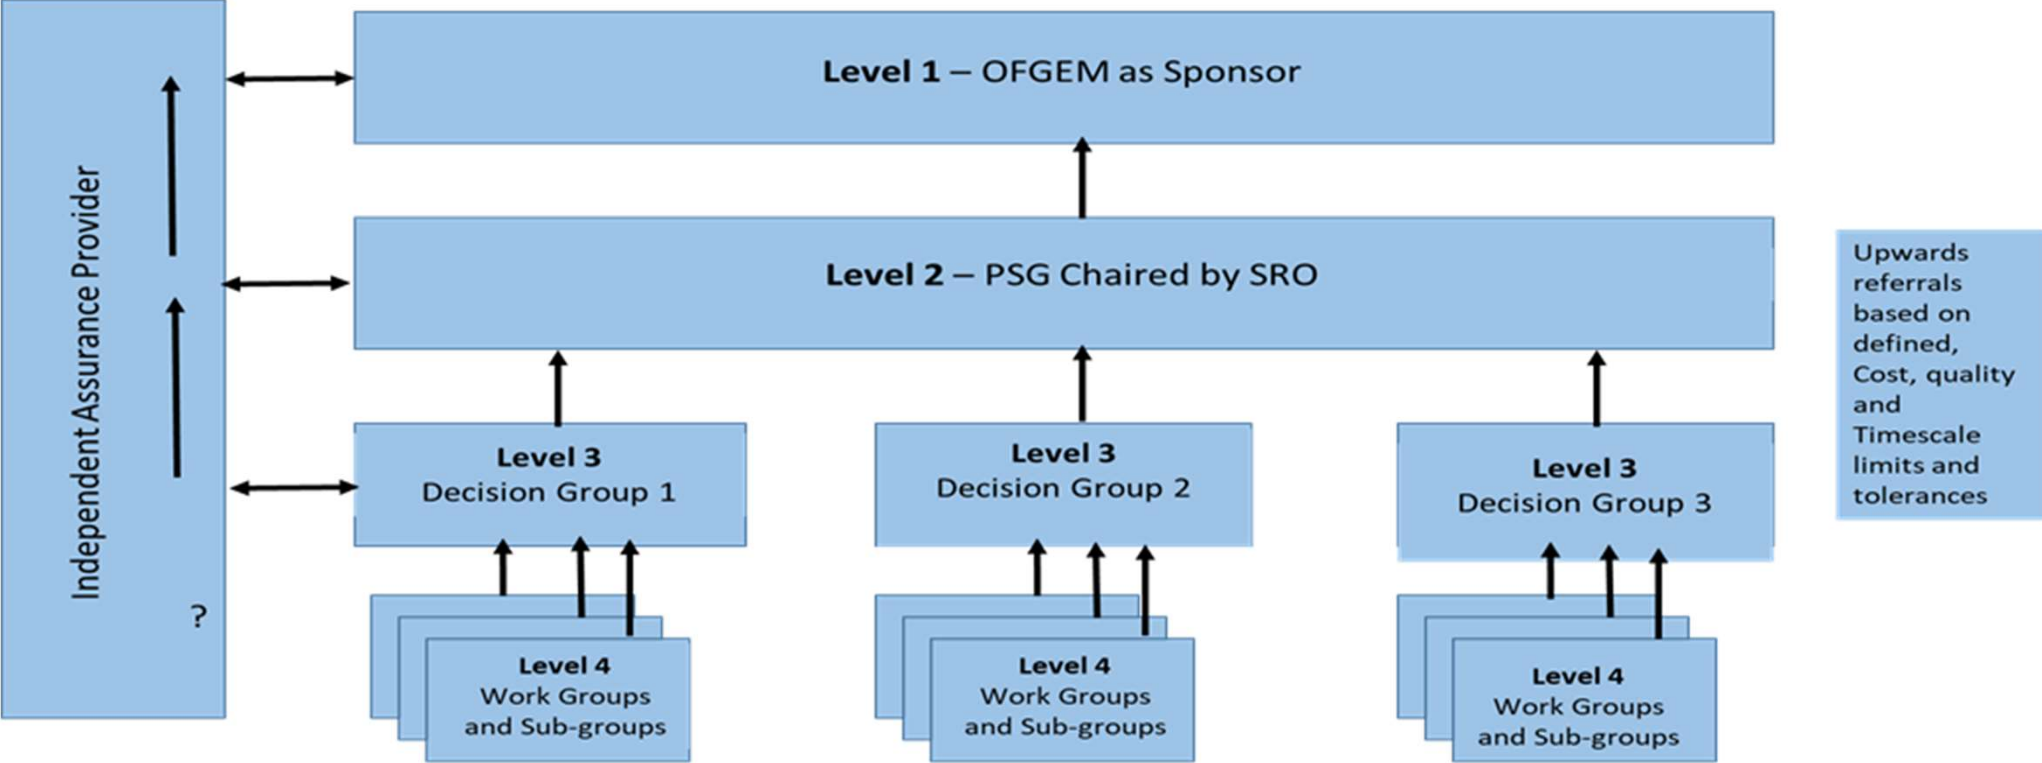 Independent Assurance Provider
?
Level 1 – OFGEM as Sponsor
Level 2 – PSG Chaired by SRO
Level 3
Decision Group 1
Level 3
Decision Group 2
Level 3
Decision Group 3
Level 4
Work Groups
and Sub-groups
Level 4
Work Groups
and Sub-groups
Level 4
Work Groups
and Sub-groups
Upwards
referrals
based on
defined,
Cost, quality
and
Timescale
limits and
tolerances